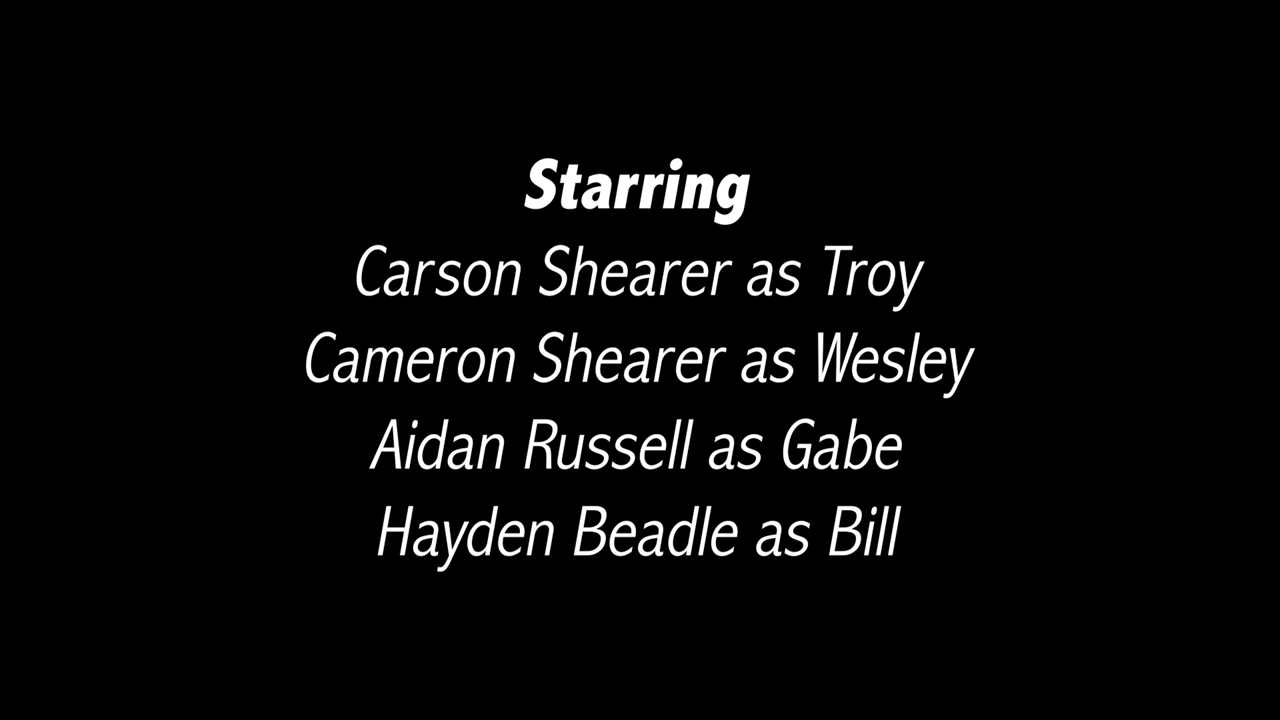 Starring
Carson Shearer as Troy
Cameron Shearer as Wesley
Aidan Russell as Gabe
Hayden Beadle as Bill